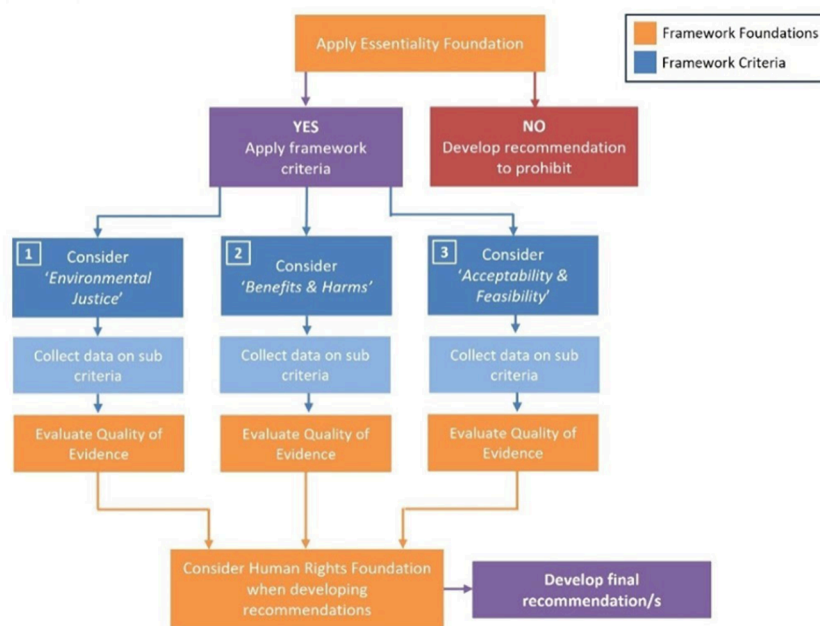 Apply Essentiality Foundation
Framework Foundations
Framework Criteria
YES
Apply framework
criteria
NO
Develop recommendation
to prohibit
1
Consider
‘Environmental
Justice’
2
Consider
‘Benefits & Harms’
3
Consider
‘Acceptability &
Feasibility’
Collect data on sub
criteria
Collect data on sub
criteria
Collect data on sub
criteria
Evaluate Quality of
Evidence
Evaluate Quality of
Evidence
Evaluate Quality of
Evidence
Consider Human Rights Foundation
when developing
recommendations
Develop final
recommendation/s